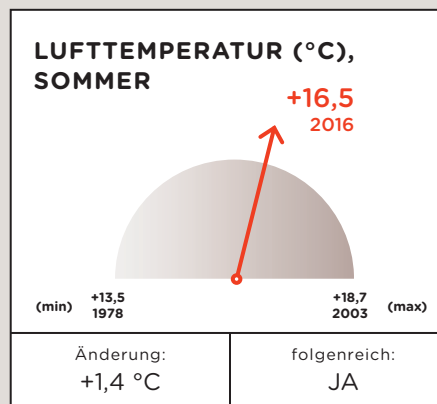 LUFTTEMPERATUR (°C),
SOMMER
+16,5
2016
(min)
+13,5
1978
+18,7
2003
(max)
Änderung:
+1,4 °C
folgenreich:
JA